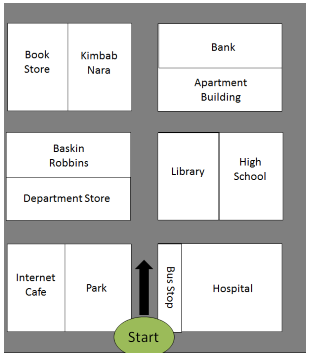 Book
Store
Kimbab
Nara
Bank
Apartment
Building
Baskin
Robbins
Department Store
Library
High
School
Internet
Cafe
Park
Bus Stop
Hospital
Start